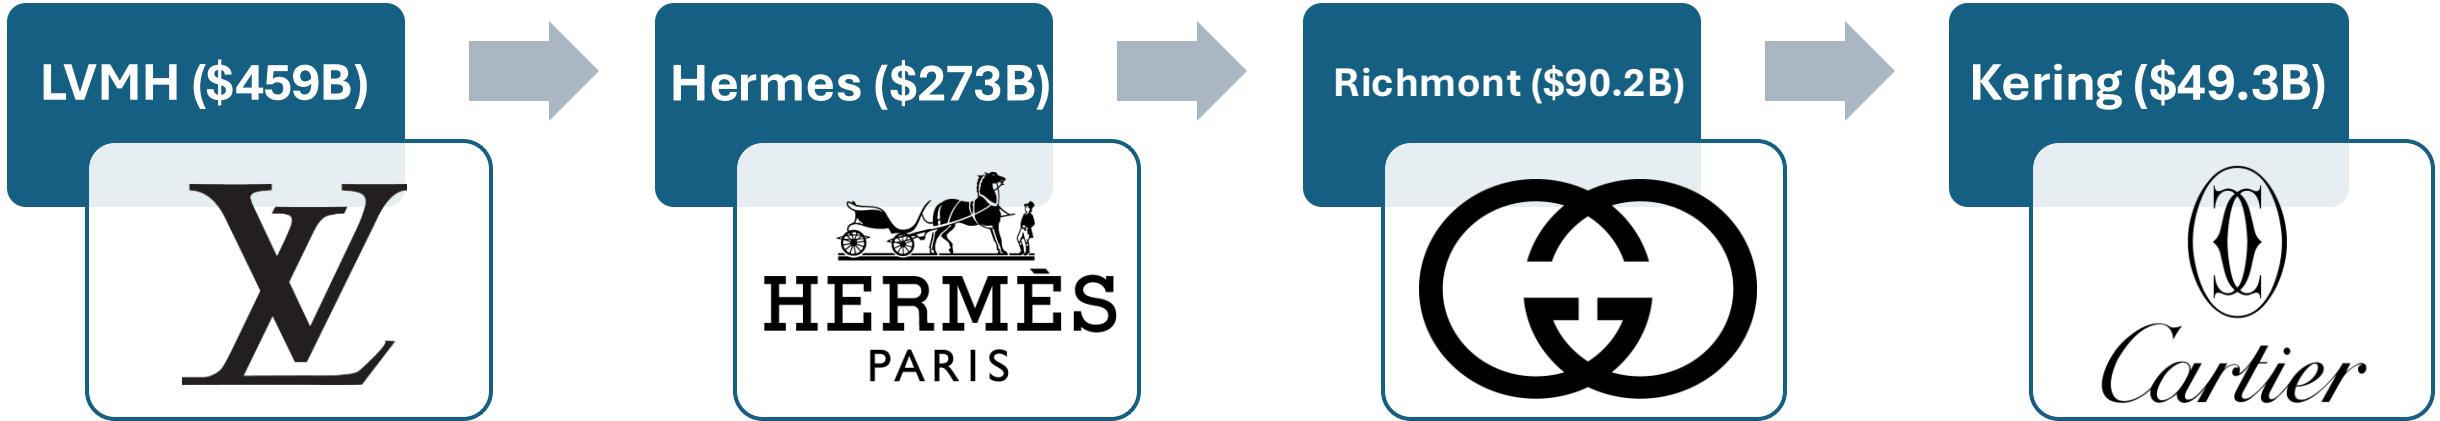 LVMH ($459B)
Hermes ($273B)
HERMÈS
PARIS
Richmont ($90.2B)
Kering ($49.3B)
Cartier